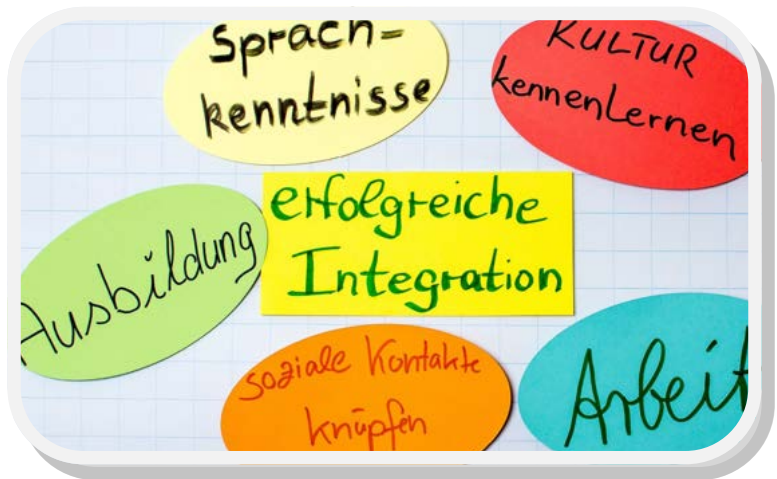 Sprach-
kenntnisse
KULTUR
kennenLernen
erfolgreiche
Integration
Ausbildung
soziale Kontakte
knüpfen
Arbeit